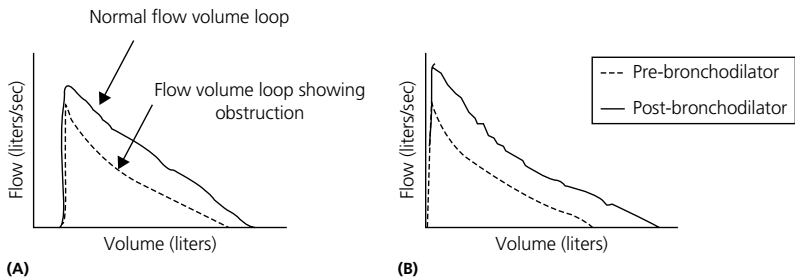 Normal flow volume loop
Flow volume loop showing
obstruction
Flow (liters/sec)
Volume (liters)
(A)
Flow (liters/sec)
Volume (liters)
(B)
Pre-bronchodilator
Post-bronchodilator